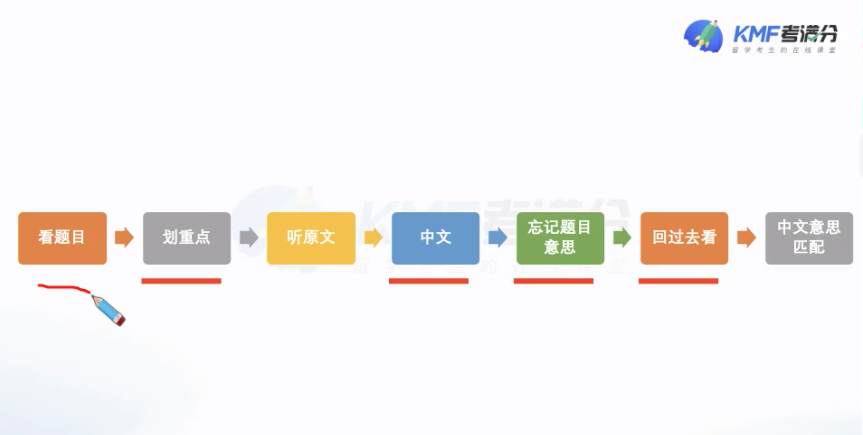 KMF考满分
留学考生的在线课堂
看题目
划重点
听原文
中文
忘记题目
意思
回过去看
中文意思
匹配